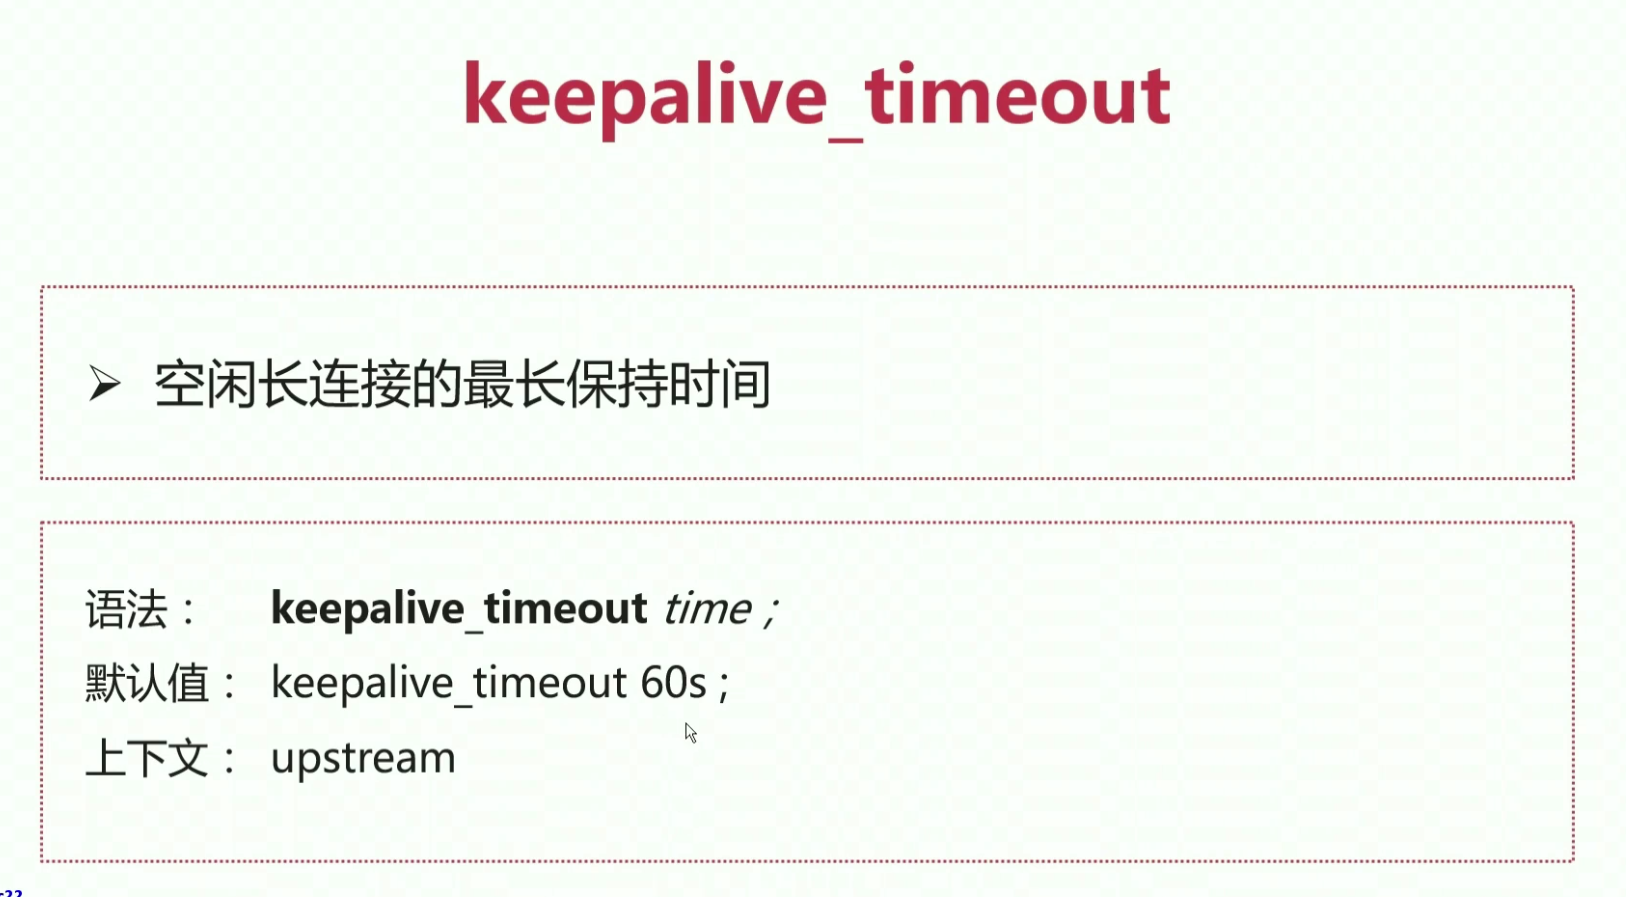 keepalive_timeout
空闲长连接的最长保持时间
语法： keepalive_timeout time ;
默认值： keepalive_timeout 60s ;
上下文： upstream